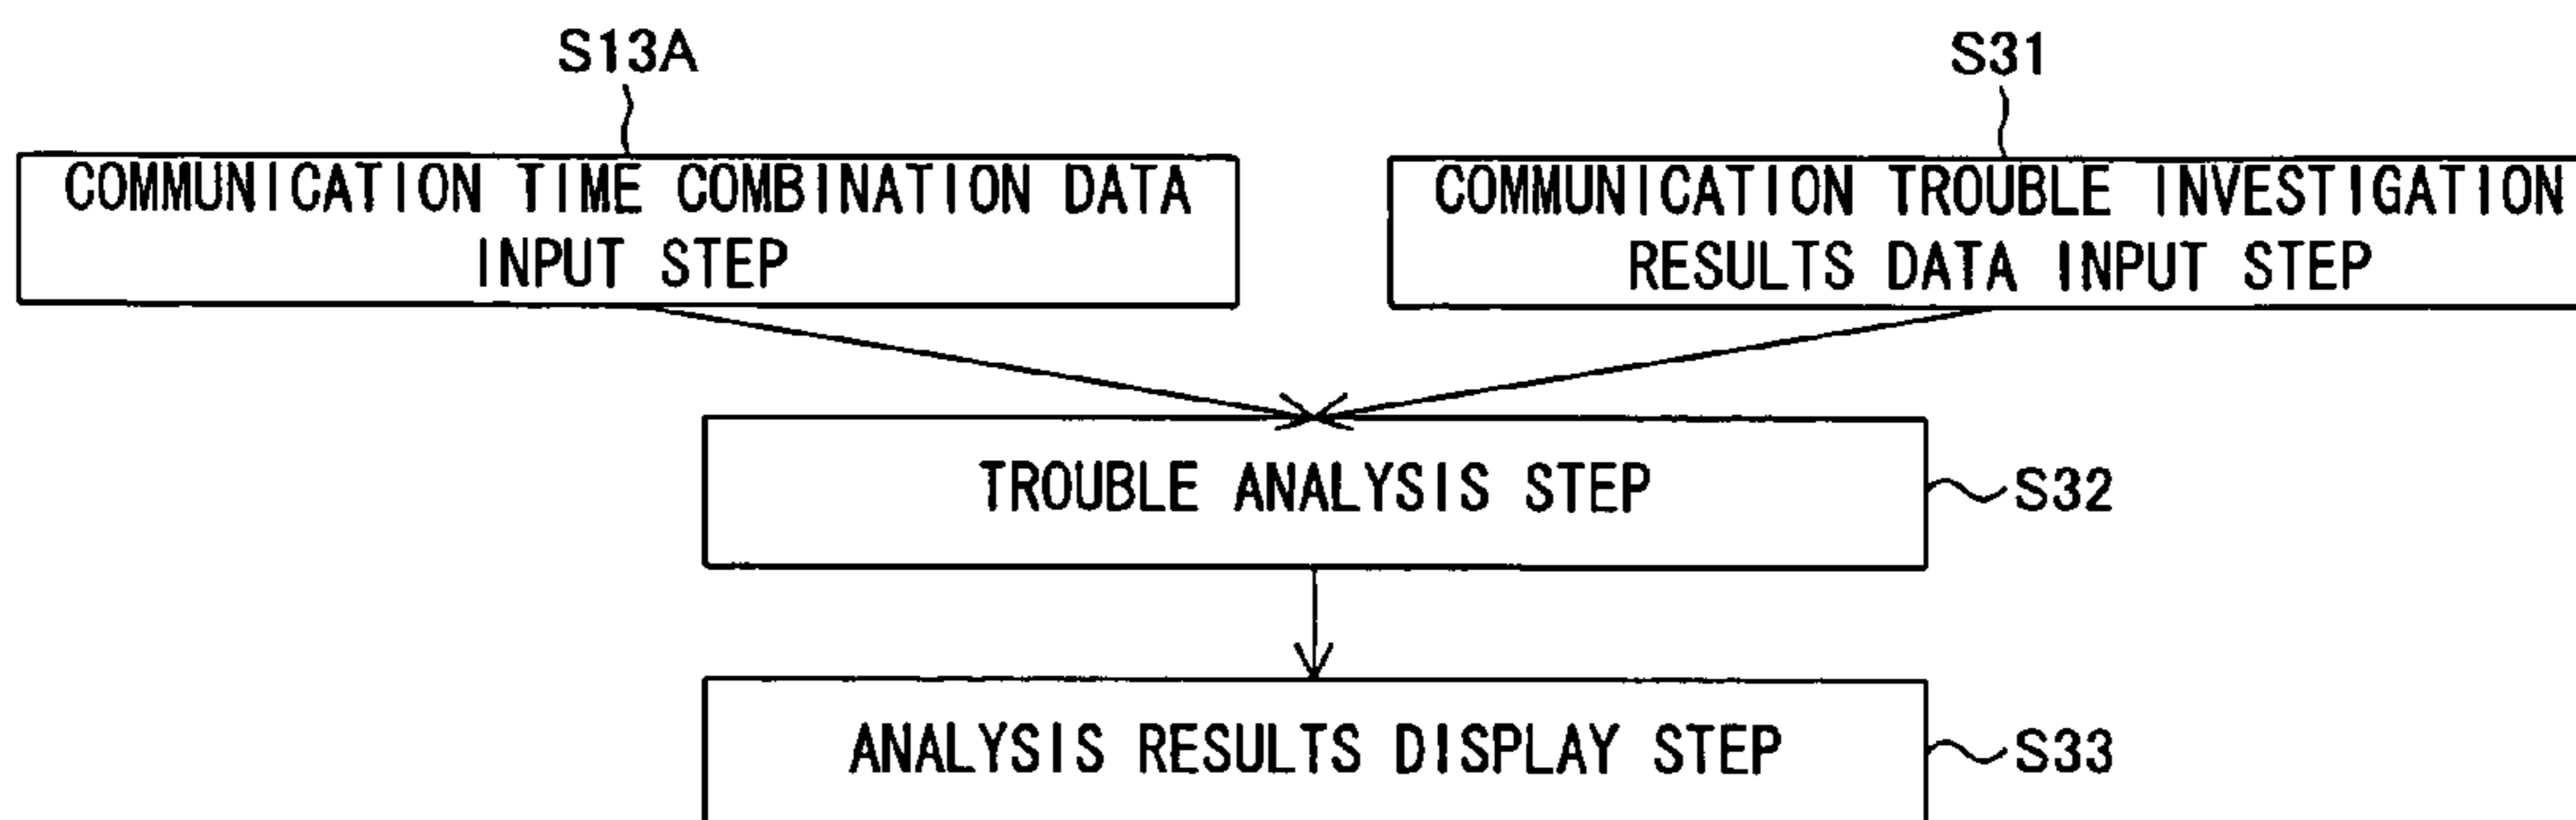 S13A
S31
COMMUNICATION TIME COMBINATION DATA
INPUT STEP
COMMUNICATION TROUBLE INVESTIGATION
RESULTS DATA INPUT STEP
TROUBLE ANALYSIS STEP
S32
ANALYSIS RESULTS DISPLAY STEP
S33